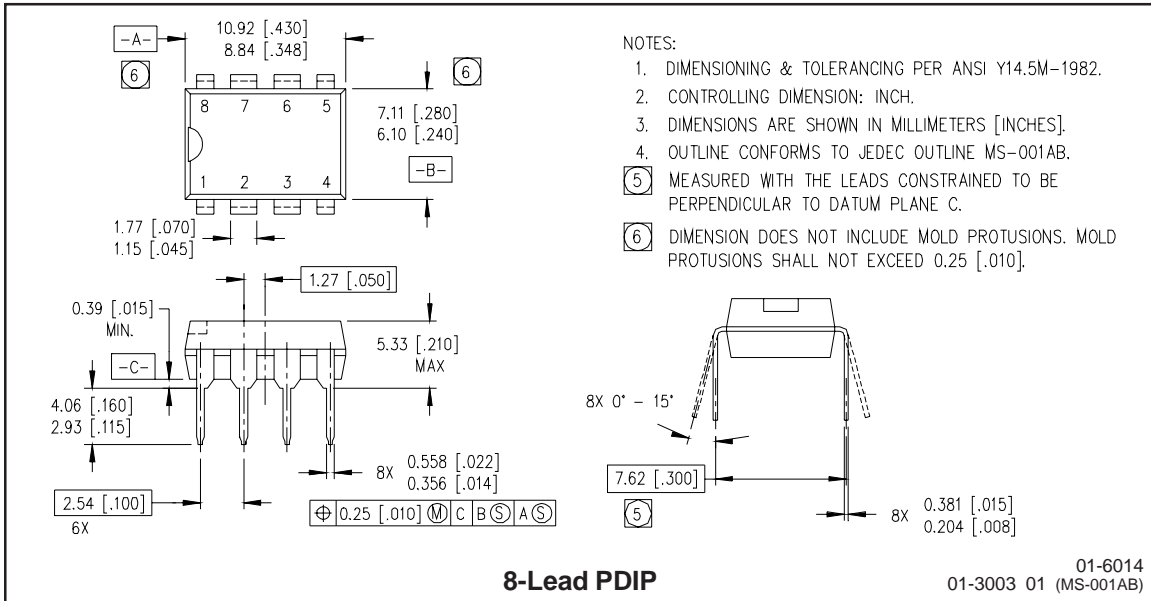 -A-
10.92 [.430]
8.84 [.348]
6
6
8 7 6 5
1 2 3 4
7.11 [.280]
6.10 [.240]
-B-
1.77 [.070]
1.15 [.045]
1.27 [.050]
0.39 [.015]
MIN.
-C-
5.33 [.210]
MAX
4.06 [.160]
2.93 [.115]
8X 0.558 [.022]
0.356 [.014]
2.54 [.100]
6X
⌖ 0.25 [.010] Ⓜ C B Ⓢ A Ⓢ
NOTES:
1. DIMENSIONING & TOLERANCING PER ANSI Y14.5M-1982.
2. CONTROLLING DIMENSION: INCH.
3. DIMENSIONS ARE SHOWN IN MILLIMETERS [INCHES].
4. OUTLINE CONFORMS TO JEDEC OUTLINE MS-001AB.
5 MEASURED WITH THE LEADS CONSTRAINED TO BE
PERPENDICULAR TO DATUM PLANE C.
6 DIMENSION DOES NOT INCLUDE MOLD PROTUSIONS. MOLD
PROTUSIONS SHALL NOT EXCEED 0.25 [.010].
8X 0° - 15°
7.62 [.300]
5
8X 0.381 [.015]
0.204 [.008]
8-Lead PDIP
01-6014
01-3003 01 (MS-001AB)